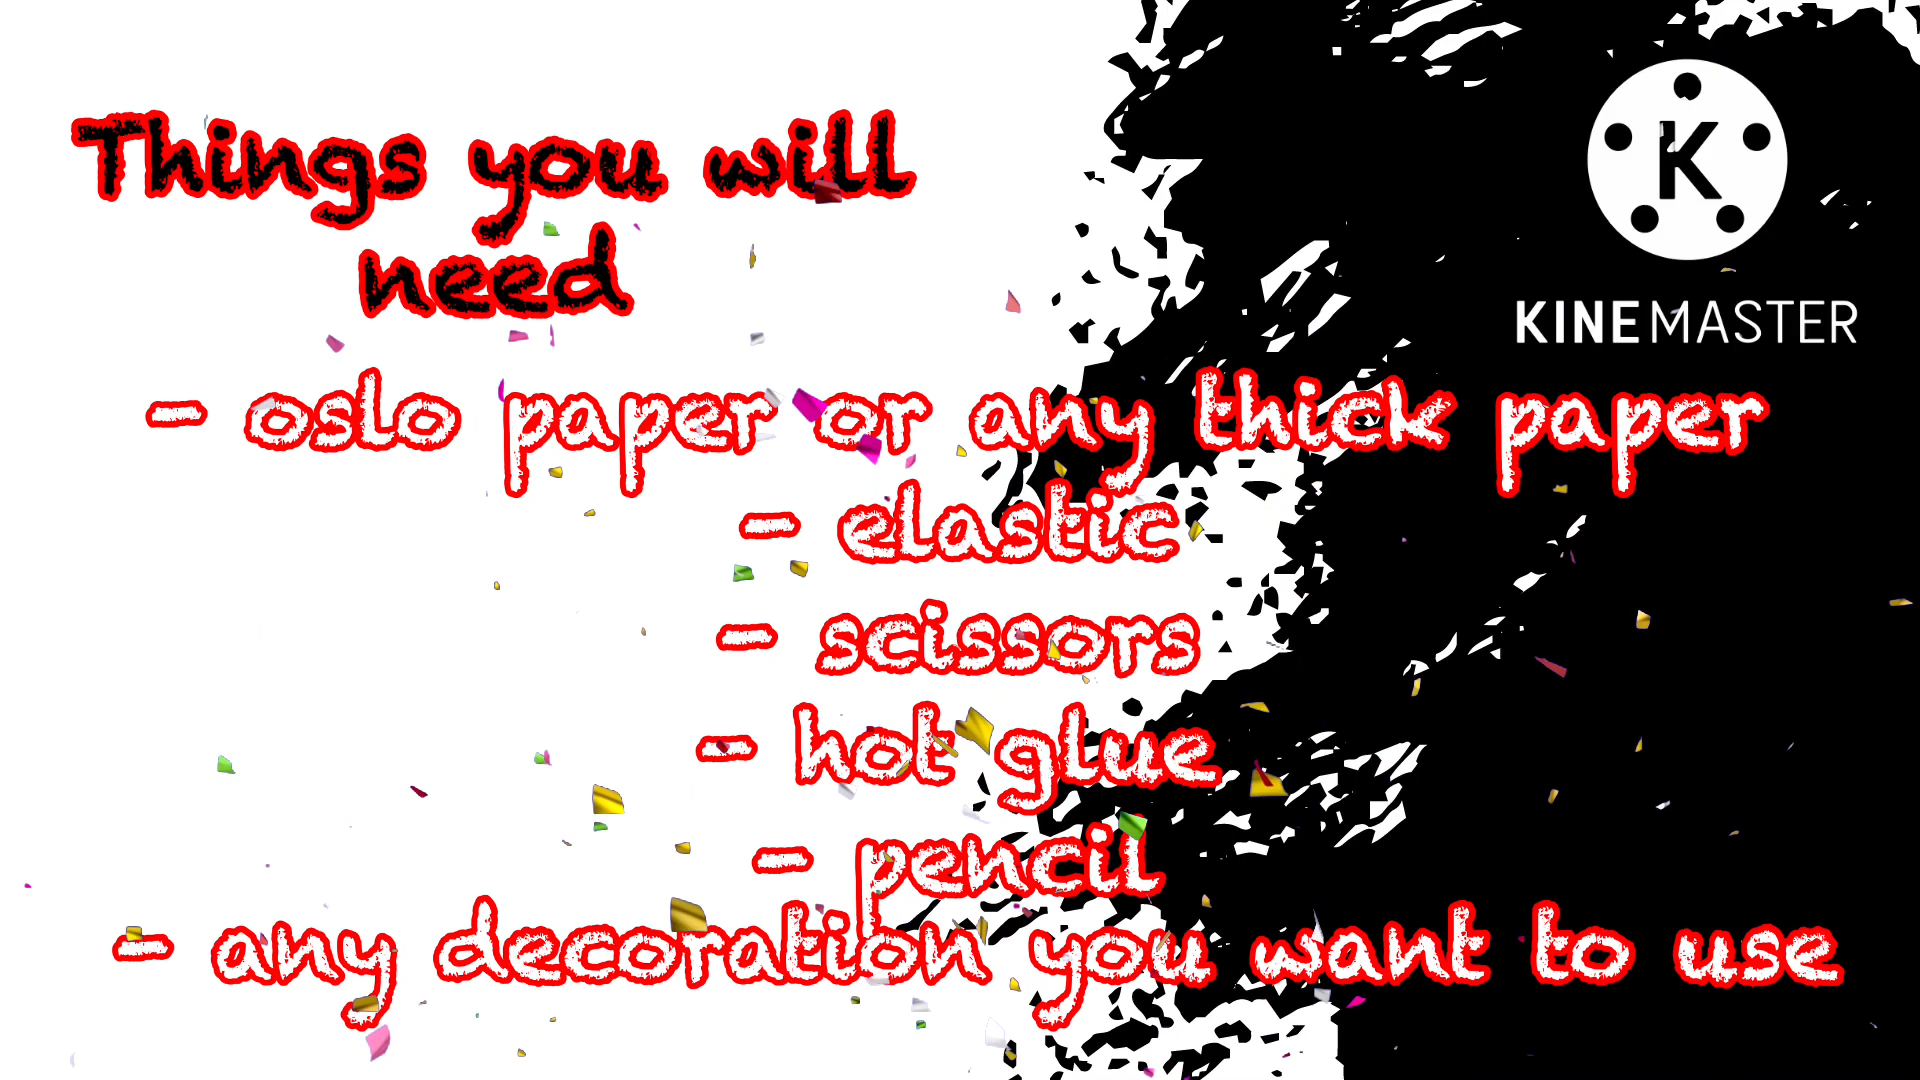 Things you will
need
K
KINEMASTER
- oslo paper or any thick paper
- elastic
- scissors
- hot glue
- pencil
- any decoration you want to use